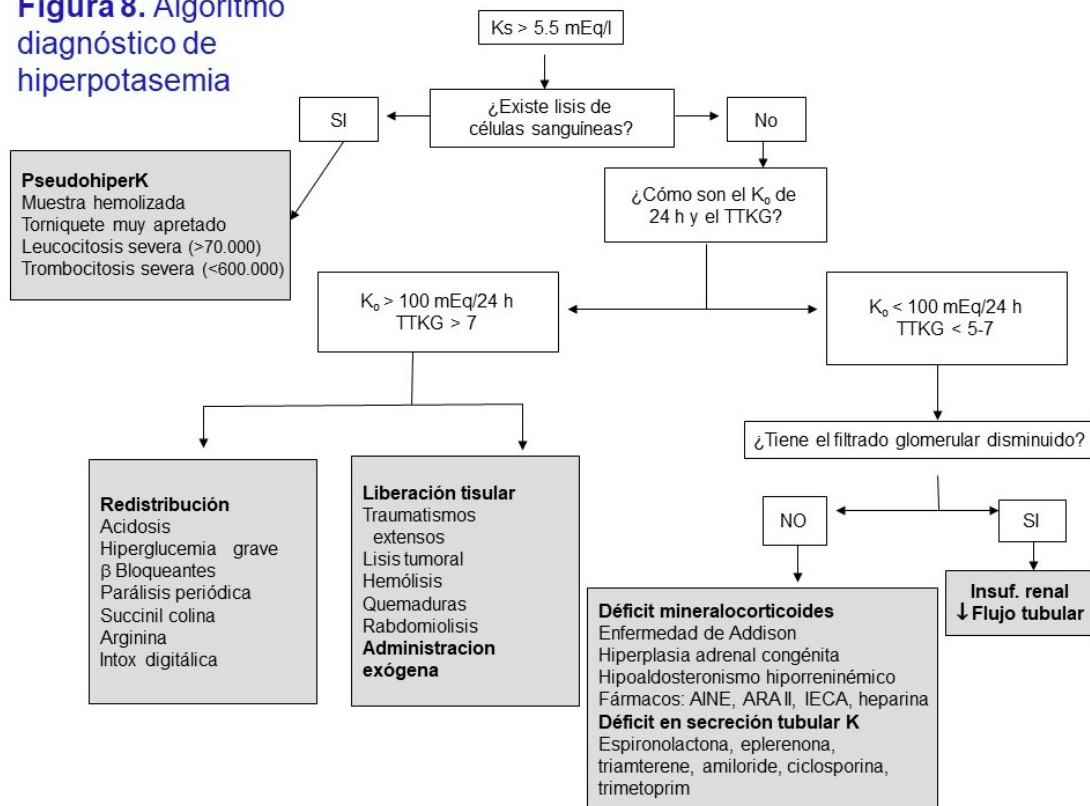 Figura 8. Algoritmo
diagnóstico de
hiperpotasemia
Ks > 5.5 mEq/l
¿Existe lisis de
células sanguíneas?
SI
No
PseudohiperK
Muestra hemolizada
Torniquete muy apretado
Leucocitosis severa (>70.000)
Trombocitosis severa (<600.000)
¿Cómo son el Ko de
24 h y el TTKG?
Ko > 100 mEq/24 h
TTKG > 7
Ko < 100 mEq/24 h
TTKG < 5-7
¿Tiene el filtrado glomerular disminuido?
NO
SI
Redistribución
Acidosis
Hiperglucemia grave
β Bloqueantes
Parálisis periódica
Succinil colina
Arginina
Intox digitálica
Liberación tisular
Traumatismos
extensos
Lisis tumoral
Hemólisis
Quemaduras
Rabdomiolisis
Administracion
exógena
Déficit mineralocorticoides
Enfermedad de Addison
Hiperplasia adrenal congénita
Hipoaldosteronismo hiporreninémico
Fármacos: AINE, ARA II, IECA, heparina
Déficit en secreción tubular K
Espironolactona, eplerenona,
triamterene, amiloride, ciclosporina,
trimetoprim
Insuf. renal
↓ Flujo tubular